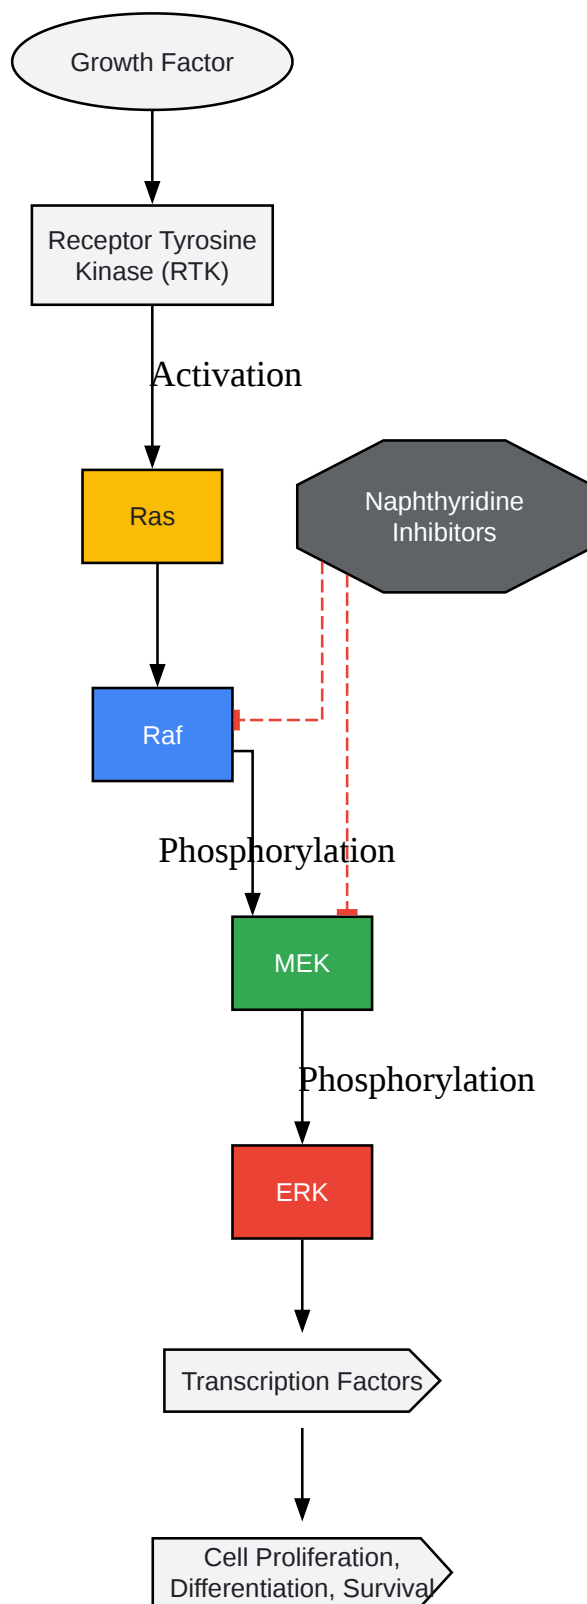 Growth Factor
Receptor Tyrosine
Kinase (RTK)
Activation
Ras
Naphthyridine
Inhibitors
Raf
Phosphorylation
MEK
Phosphorylation
ERK
Transcription Factors
Cell Proliferation,
Differentiation, Survival